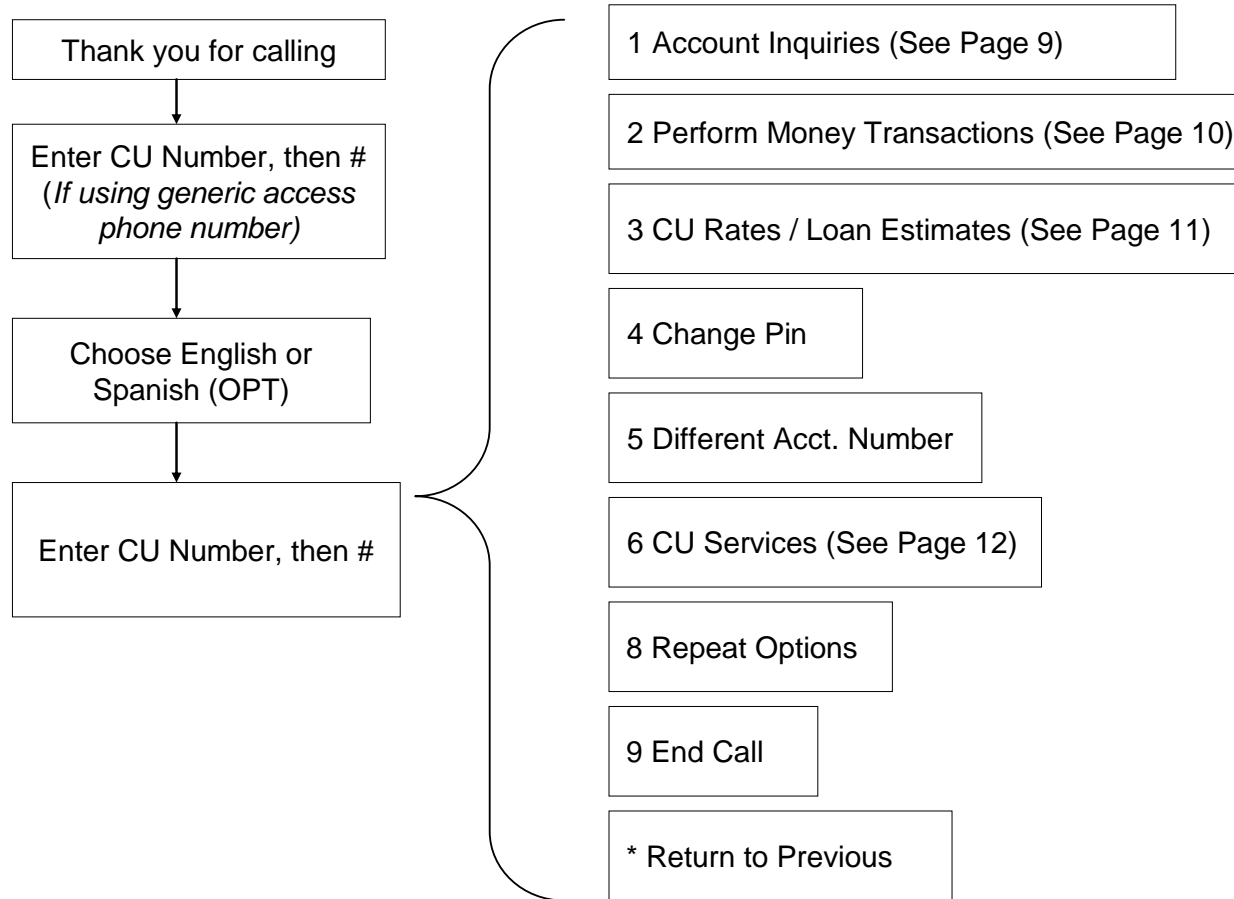 Thank you for calling
Enter CU Number, then #
(If using generic access
phone number)
Choose English or
Spanish (OPT)
Enter CU Number, then #
1 Account Inquiries (See Page 9)
2 Perform Money Transactions (See Page 10)
3 CU Rates / Loan Estimates (See Page 11)
4 Change Pin
5 Different Acct. Number
6 CU Services (See Page 12)
8 Repeat Options
9 End Call
* Return to Previous